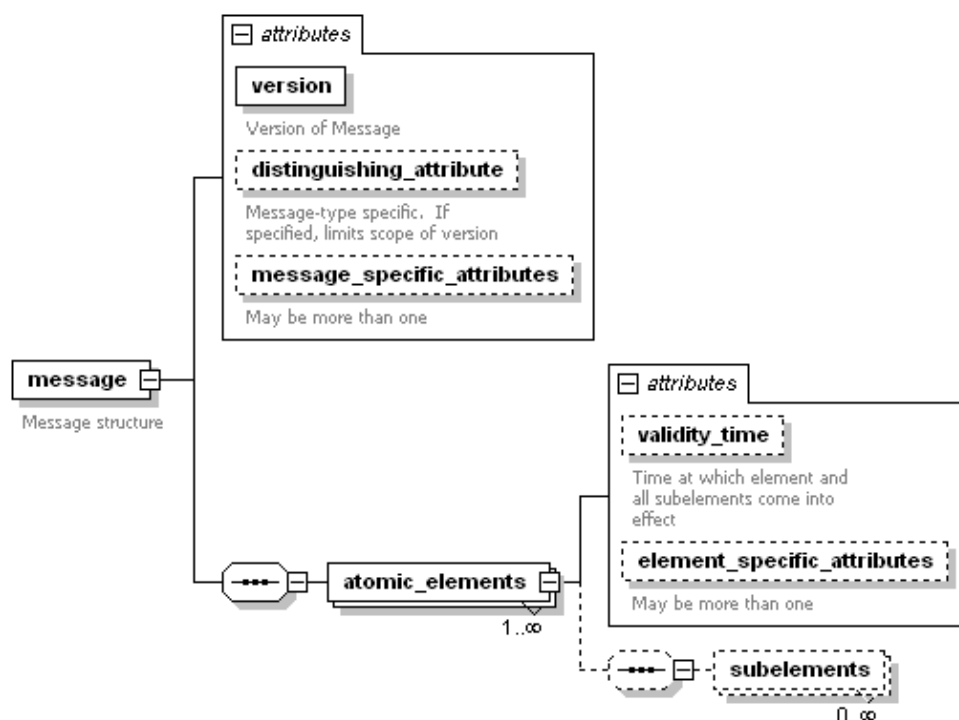 attributes
version
Version of Message
distinguishing_attribute
Message-type specific.  If
specified, limits scope of version
message_specific_attributes
May be more than one
message
Message structure
attributes
validity_time
Time at which element and
all subelements come into
effect
element_specific_attributes
May be more than one
atomic_elements
1..∞
subelements
0..∞